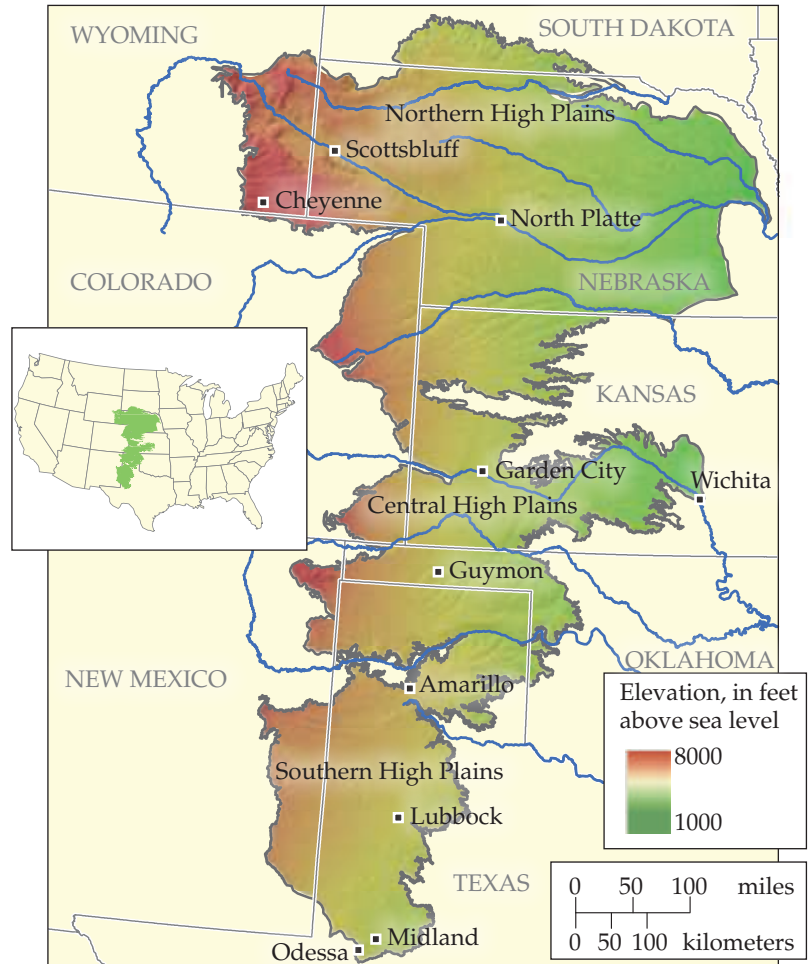 WYOMING
SOUTH DAKOTA
Northern High Plains
Scottsbluff
Cheyenne
North Platte
COLORADO
NEBRASKA
KANSAS
Garden City
Wichita
Central High Plains
Guymon
NEW MEXICO
OKLAHOMA
Amarillo
Elevation, in feet
above sea level
8000
1000
Southern High Plains
Lubbock
TEXAS
0 50 100 miles
0 50 100 kilometers
Midland
Odessa